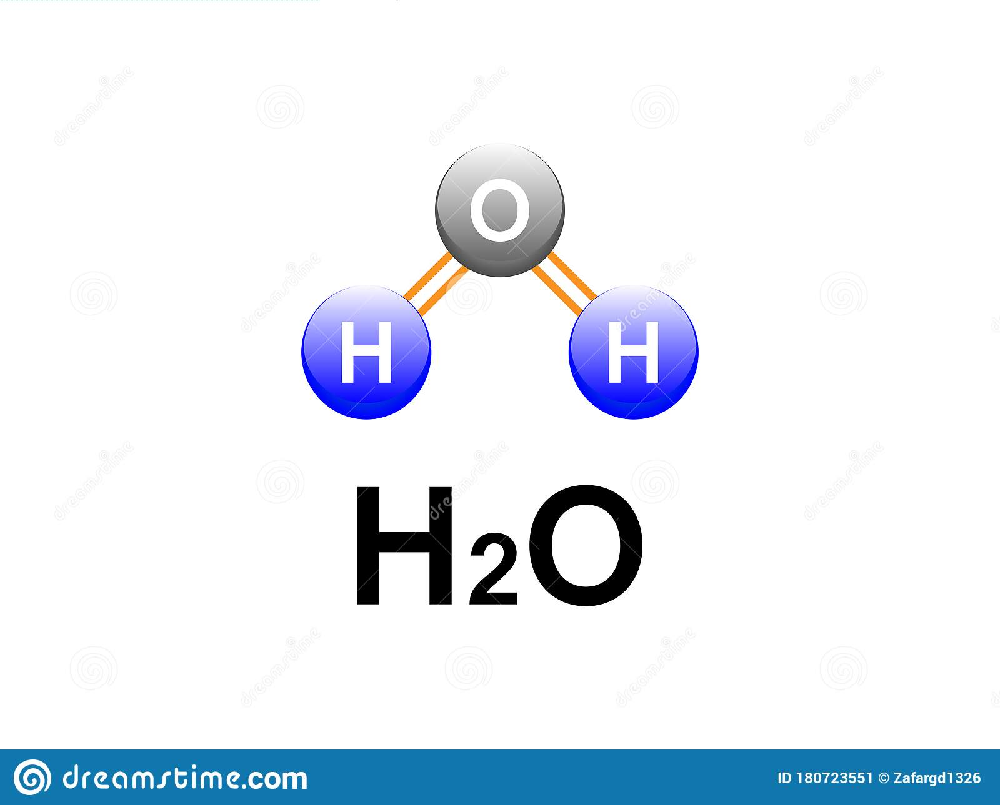 O
H H
H2O
dreamstime.com
ID 180723551 © Zafargd1326